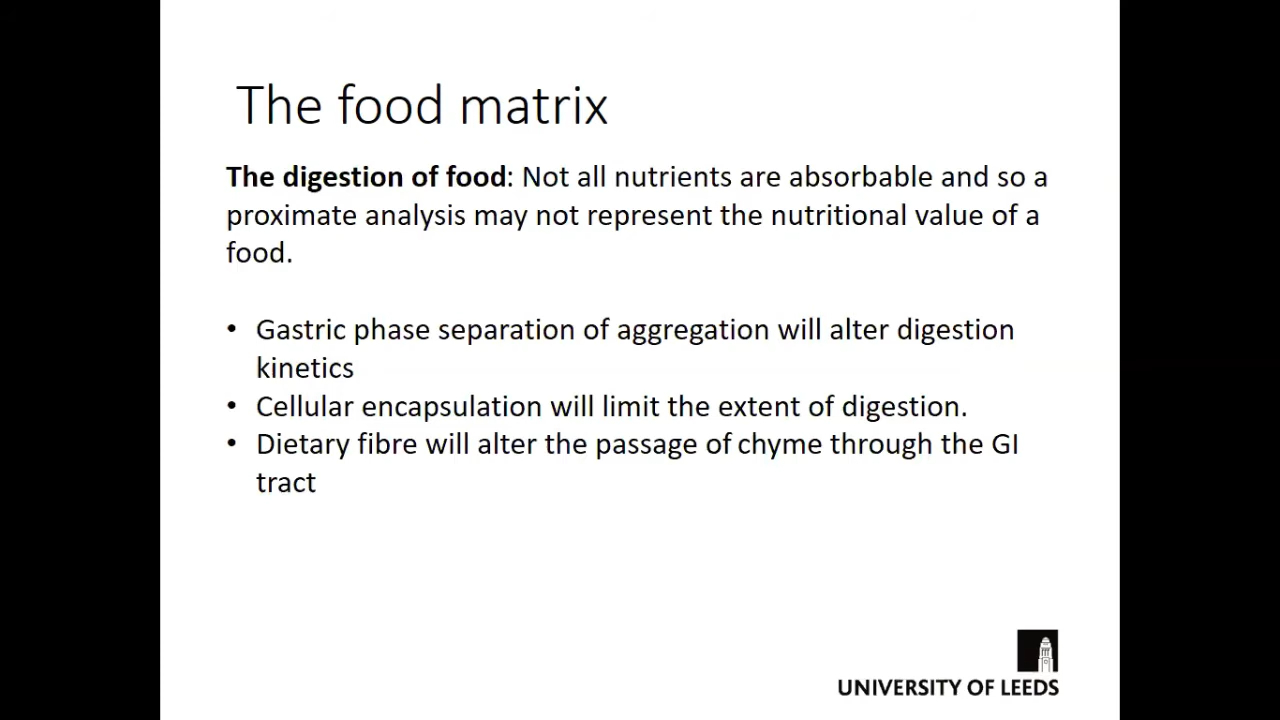 The food matrix
The digestion of food: Not all nutrients are absorbable and so a
proximate analysis may not represent the nutritional value of a
food.
• Gastric phase separation of aggregation will alter digestion
kinetics
• Cellular encapsulation will limit the extent of digestion.
• Dietary fibre will alter the passage of chyme through the GI
tract
UNIVERSITY OF LEEDS